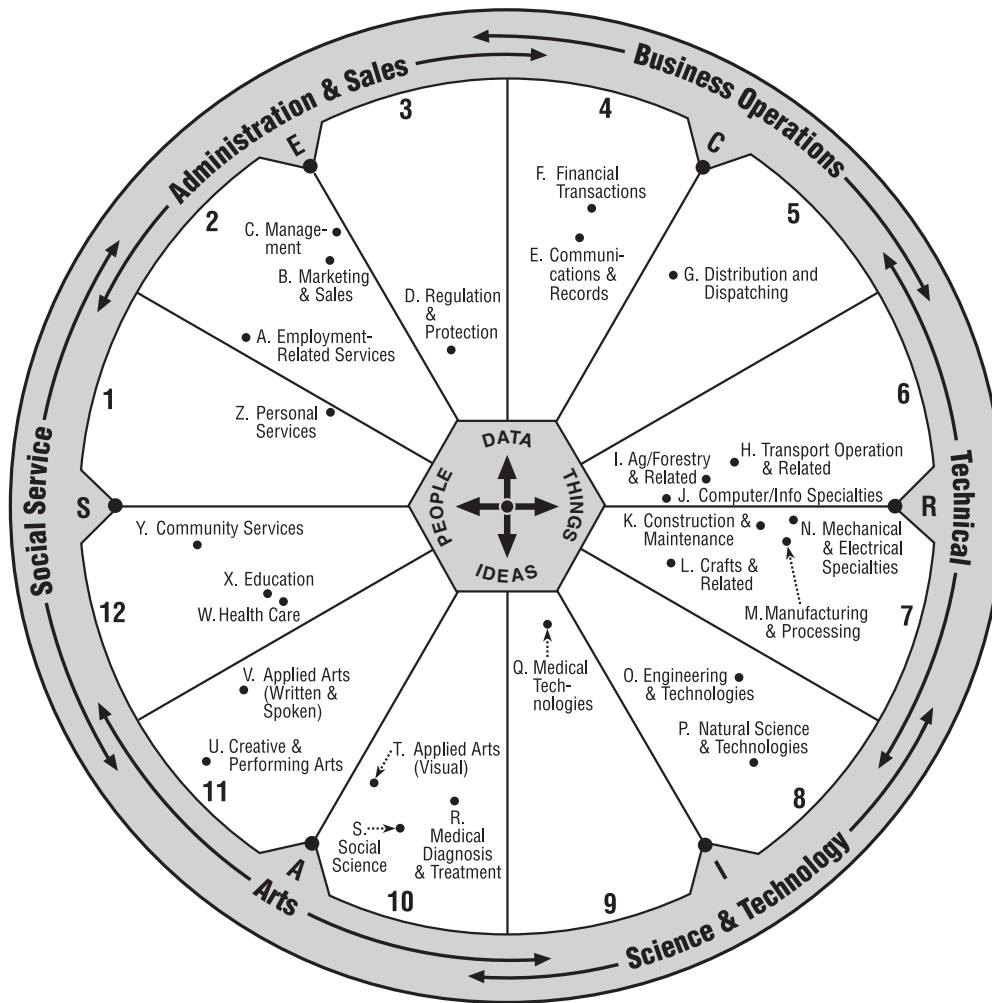 Administration & Sales
Business Operations
3
4
E
C
2
5
F. Financial
Transactions
C. Manage-
ment
E. Communi-
cations &
Records
B. Marketing
& Sales
G. Distribution and
Dispatching
D. Regulation
&
Protection
A. Employment-
Related Services
1
6
Z. Personal
Services
DATA
PEOPLE
THINGS
IDEAS
H. Transport Operation
& Related
I. Ag/Forestry
& Related
J. Computer/Info Specialties
Social Service
S
R
Technical
Y. Community Services
K. Construction &
Maintenance
N. Mechanical
& Electrical
Specialties
L. Crafts &
Related
X. Education
W. Health Care
M. Manufacturing
& Processing
12
7
V. Applied Arts
(Written &
Spoken)
Q. Medical
Tech-
nologies
O. Engineering
& Technologies
P. Natural Science
& Technologies
U. Creative &
Performing Arts
T. Applied Arts
(Visual)
11
8
S.
Social
Science
R.
Medical
Diagnosis
& Treatment
A
I
10
9
Arts
Science & Technology